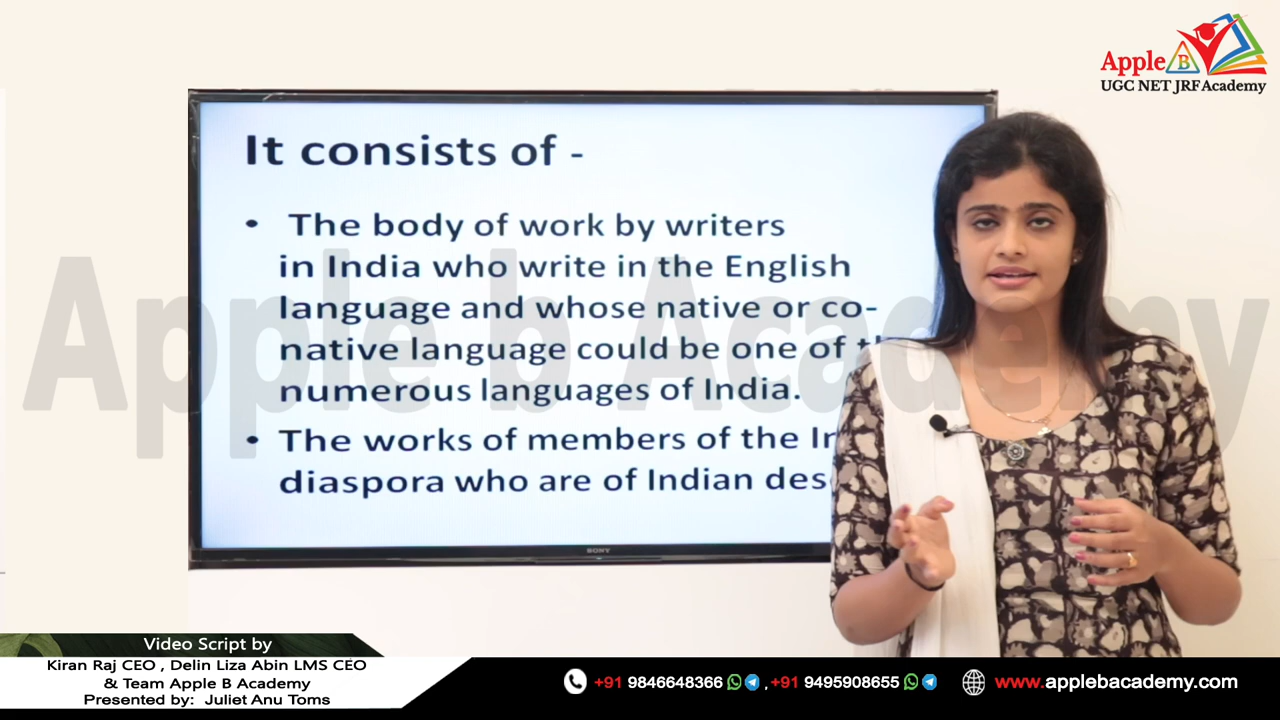 Apple B
UGC NET JRF Academy
It consists of -
• The body of work by writers
in India who write in the English
language and whose native or co-
native language could be one of
numerous languages of India.
• The works of members of the
diaspora who are of Indian
Apple b Academy
SONY
Video Script by
Kiran Raj CEO , Delin Liza Abin LMS CEO
& Team Apple B Academy
Presented by: Juliet Anu Toms
+91 9846648366 , +91 9495908655
www.applebacademy.com